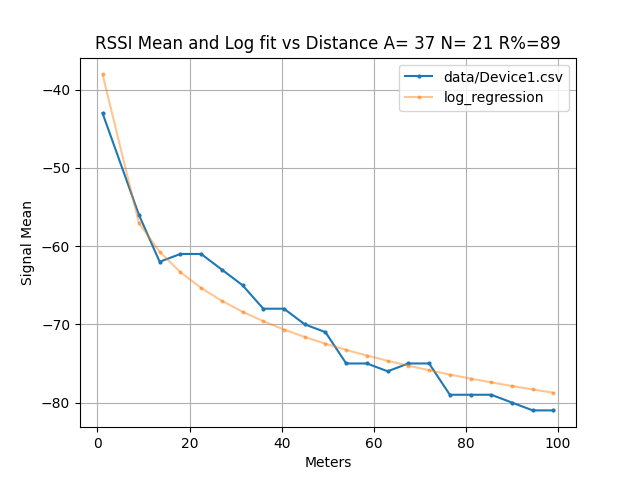 RSSI Mean and Log fit vs Distance A= 37 N= 21 R%=89
data/Device1.csv
log_regression
−40
−50
−60
−70
−80
Signal Mean
0 20 40 60 80 100
Meters